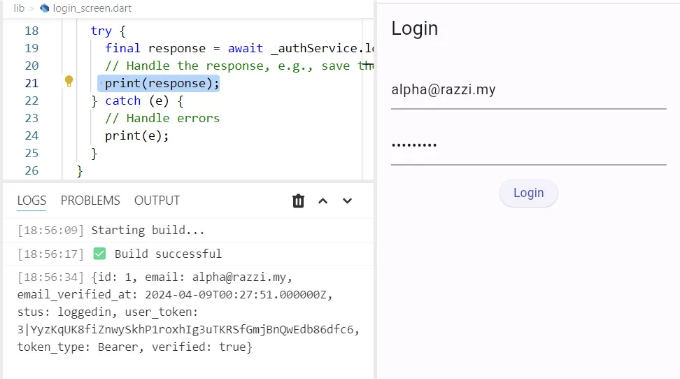 lib > login_screen.dart
18 try {
19 final response = await _authService.lo
20 // Handle the response, e.g., save the
21 print(response);
22 } catch (e) {
23 // Handle errors
24 print(e);
25 }
26 }
LOGS PROBLEMS OUTPUT
[18:56:09] Starting build...
[18:56:17] ✅ Build successful
[18:56:34] {id: 1, email: alpha@razzi.my,
email_verified_at: 2024-04-09T00:27:51.000000Z,
stus: loggedin, user_token:
3|YyzKqUK8fiZnwySkhP1roxhIg3uTKRSfGmjBnQwEdb86dfc6,
token_type: Bearer, verified: true}
Login
alpha@razzi.my
•••••••••
Login